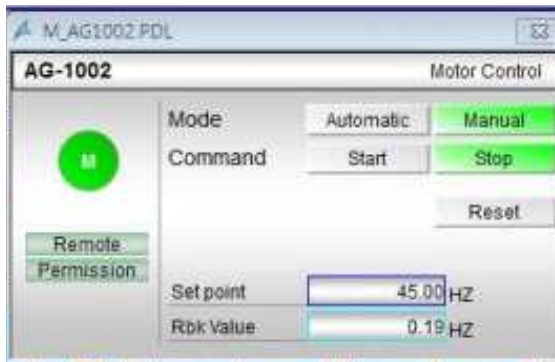 M_AG1002.PDL
AG-1002 Motor Control
Mode Automatic Manual
M
Command Start Stop
Reset
Remote
Permission
Set point 45.00 HZ
Rbk Value 0.19 HZ